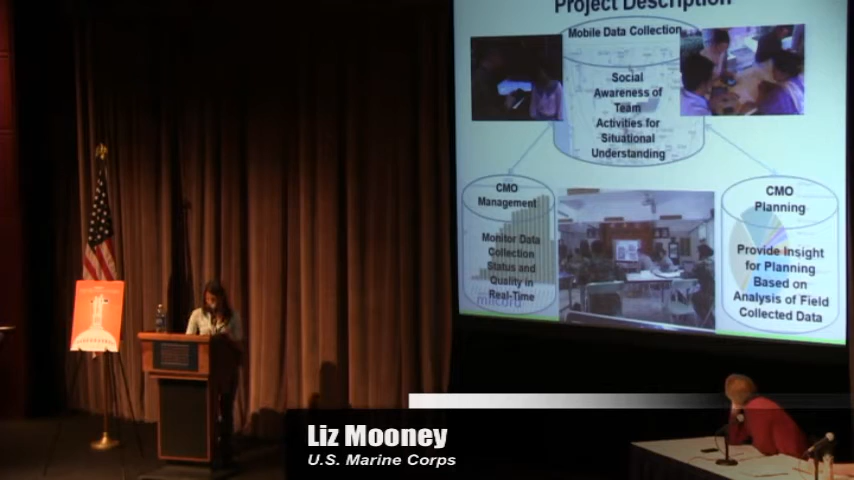 Project Description
Mobile Data Collection
Social
Awareness of
Team
Activities for
Situational
Understanding
CMO
Management
Monitor Data
Collection
Status and
Quality in
Real-Time
milcord
CMO
Planning
Provide Insight
for Planning
Based on
Analysis of Field
Collected Data
Liz Mooney
U.S. Marine Corps